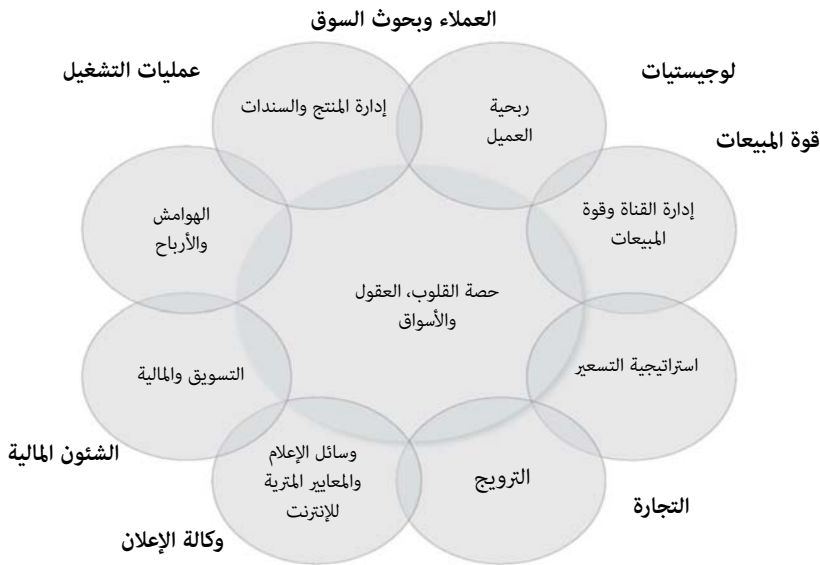 العملاء وبحوث السوق
لوجيستيات
عمليات التشغيل
إدارة المنتج والسندات
ربحية
العميل
قوة المبيعات
إدارة القناة وقوة
المبيعات
الهوامش
والأرباح
حصة القلوب، العقول
والأسواق
استراتيجية التسعير
التسويق والمالية
الشئون المالية
وسائل الإعلام
والمعايير المترية
للإنترنت
الترويج
التجارة
وكالة الإعلان